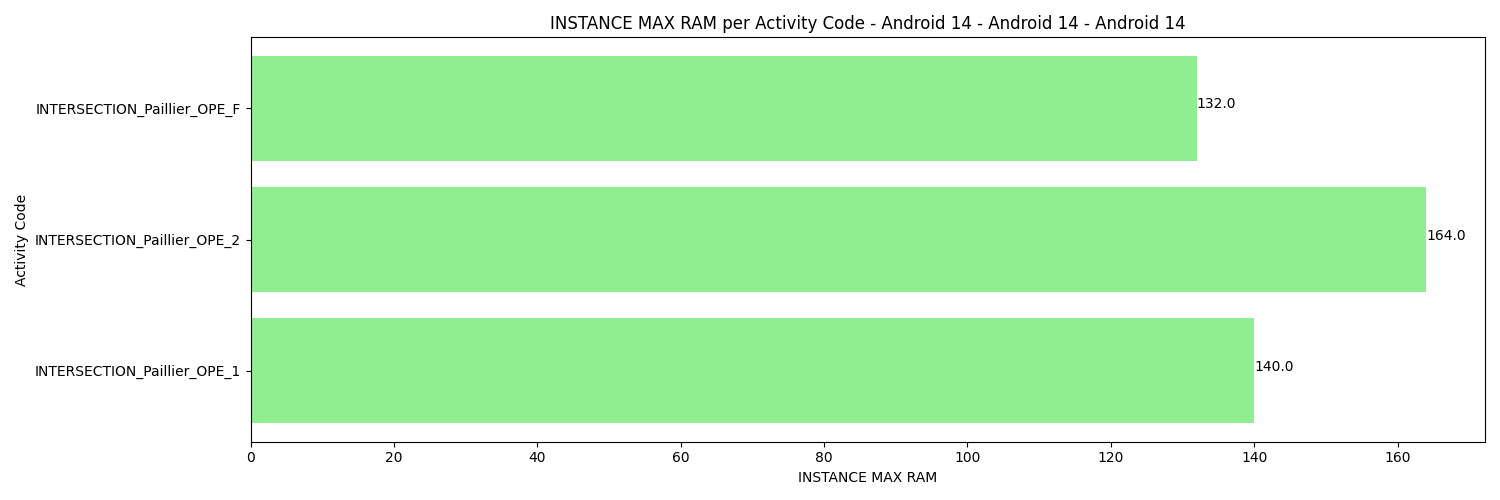 INSTANCE MAX RAM per Activity Code - Android 14 - Android 14 - Android 14
Activity Code
INTERSECTION_Paillier_OPE_F
132.0
INTERSECTION_Paillier_OPE_2
164.0
INTERSECTION_Paillier_OPE_1
140.0
0 20 40 60 80 100 120 140 160
INSTANCE MAX RAM